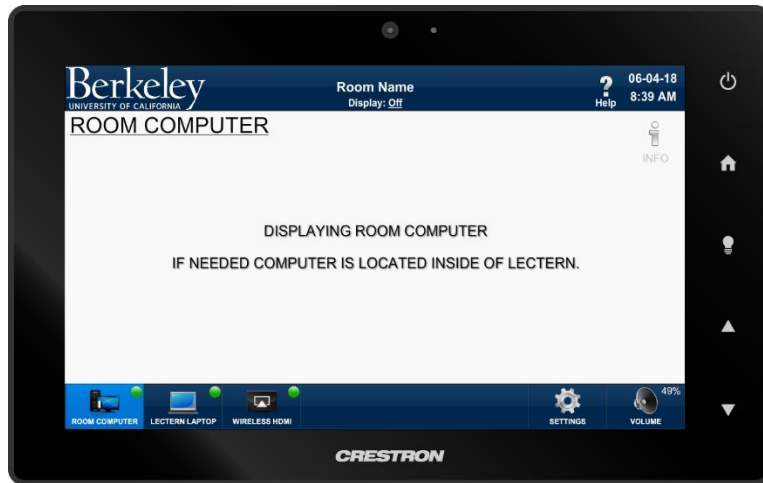 Berkeley
UNIVERSITY OF CALIFORNIA
Room Name
Display: Off
Help
06-04-18
8:39 AM
ROOM COMPUTER
INFO
DISPLAYING ROOM COMPUTER
IF NEEDED COMPUTER IS LOCATED INSIDE OF LECTERN.
ROOM COMPUTER
LECTERN LAPTOP
WIRELESS HDMI
SETTINGS
49%
VOLUME
CRESTRON